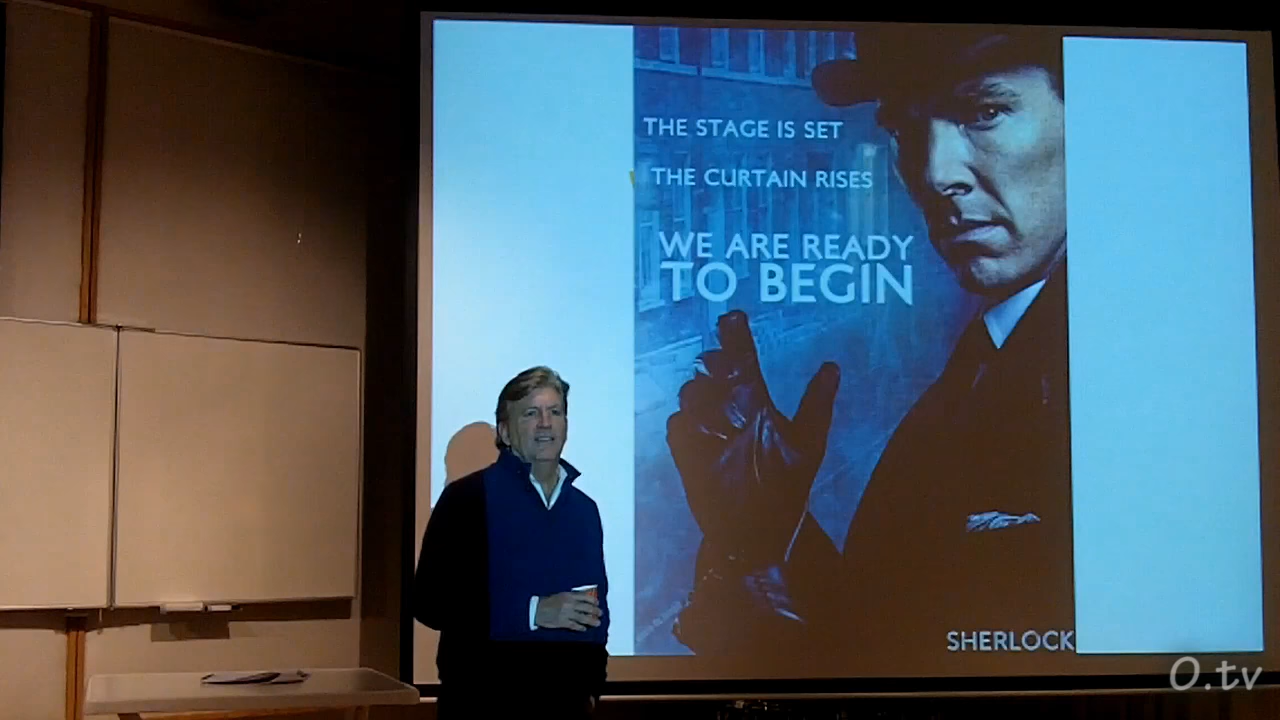 THE STAGE IS SET
THE CURTAIN RISES
WE ARE READY
TO BEGIN
SHERLOCK
O.tv